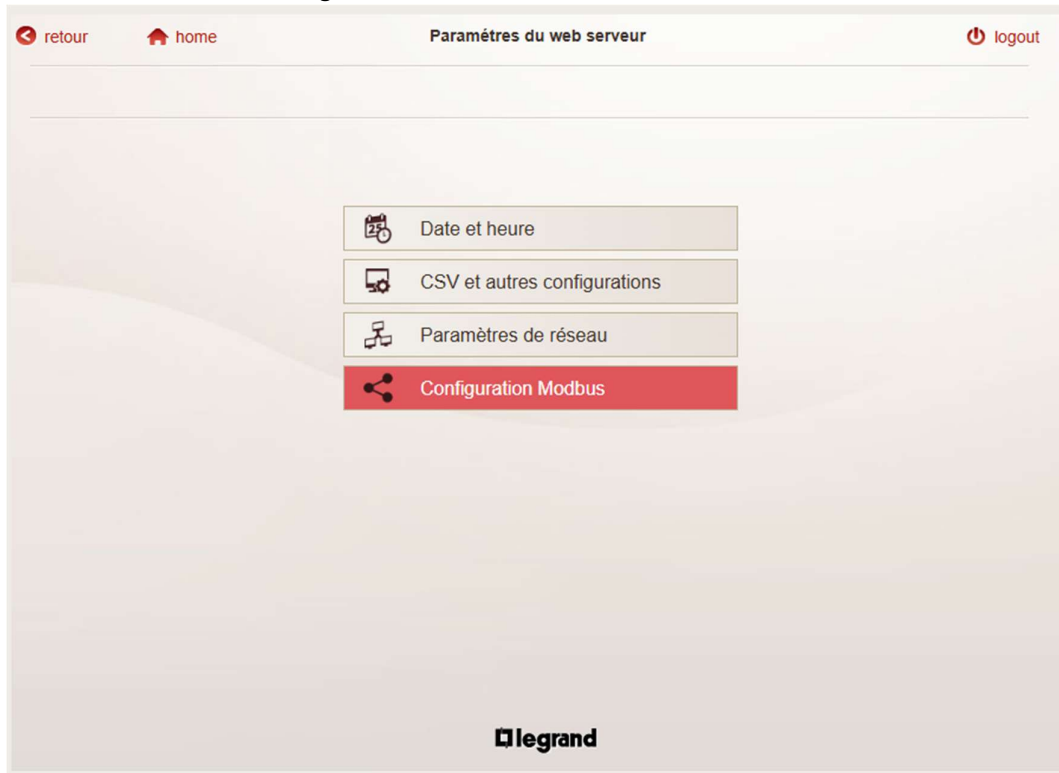 retour home Paramétres du web serveur logout
25
Date et heure
CSV et autres configurations
Paramètres de réseau
Configuration Modbus
legrand